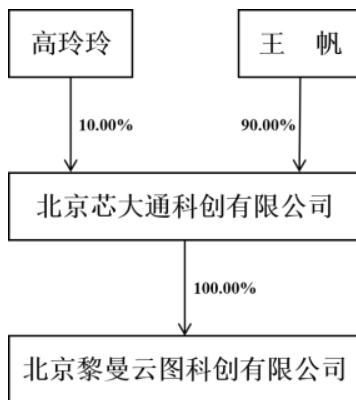 高玲玲
王 帆
10.00%
90.00%
北京芯大通科创有限公司
100.00%
北京黎曼云图科创有限公司